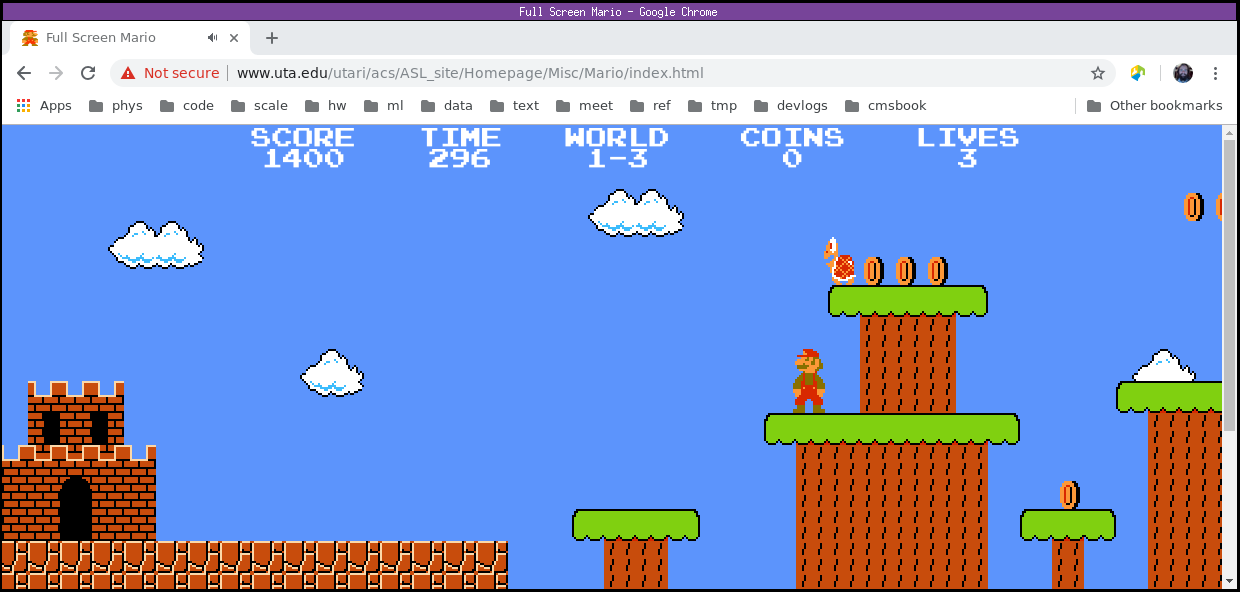 Full Screen Mario - Google Chrome
Full Screen Mario
Not secure www.uta.edu/utari/acs/ASL_site/Homepage/Misc/Mario/index.html
Apps phys code scale hw ml data text meet ref tmp devlogs cmsbook Other bookmarks
SCORE TIME WORLD COINS LIVES
1400 296 1-3 0 3